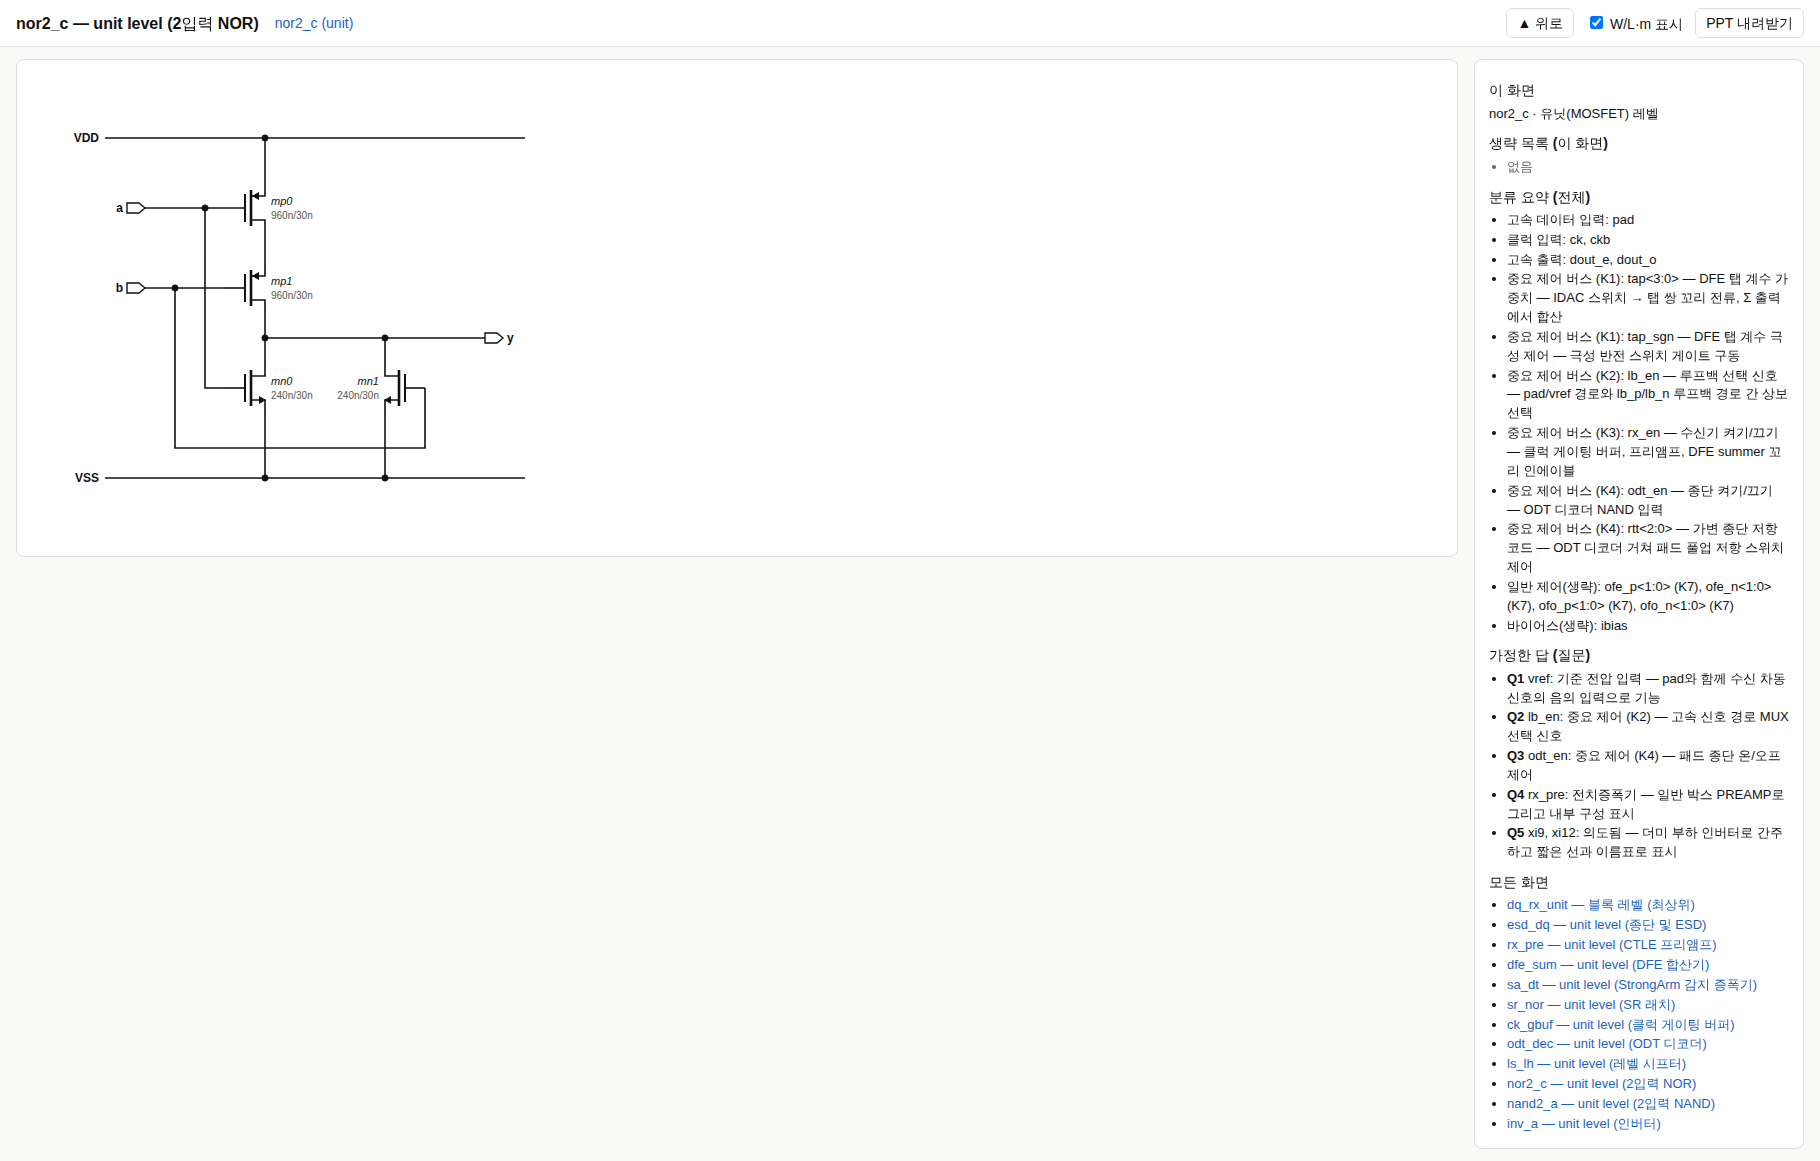 nor2_c — unit level (2입력 NOR) nor2_c (unit) ▲ 위로 W/L·m 표시 PPT 내려받기
VDD
a
mp0
960n/30n
b
mp1
960n/30n
y
mn0
240n/30n
mn1
240n/30n
VSS
이 화면
nor2_c · 유닛(MOSFET) 레벨
생략 목록 (이 화면)
• 없음
분류 요약 (전체)
• 고속 데이터 입력: pad
• 클럭 입력: ck, ckb
• 고속 출력: dout_e, dout_o
• 중요 제어 버스 (K1): tap<3:0> — DFE 탭 계수 가
중치 — IDAC 스위치 → 탭 쌍 꼬리 전류, Σ 출력
에서 합산
• 중요 제어 버스 (K1): tap_sgn — DFE 탭 계수 극
성 제어 — 극성 반전 스위치 게이트 구동
• 중요 제어 버스 (K2): lb_en — 루프백 선택 신호
— pad/vref 경로와 lb_p/lb_n 루프백 경로 간 상보
선택
• 중요 제어 버스 (K3): rx_en — 수신기 켜기/끄기
— 클럭 게이팅 버퍼, 프리앰프, DFE summer 꼬
리 인에이블
• 중요 제어 버스 (K4): odt_en — 종단 켜기/끄기
— ODT 디코더 NAND 입력
• 중요 제어 버스 (K4): rtt<2:0> — 가변 종단 저항
코드 — ODT 디코더 거쳐 패드 풀업 저항 스위치
제어
• 일반 제어(생략): ofe_p<1:0> (K7), ofe_n<1:0>
(K7), ofo_p<1:0> (K7), ofo_n<1:0> (K7)
• 바이어스(생략): ibias
가정한 답 (질문)
• Q1 vref: 기준 전압 입력 — pad와 함께 수신 차동
신호의 음의 입력으로 기능
• Q2 lb_en: 중요 제어 (K2) — 고속 신호 경로 MUX
선택 신호
• Q3 odt_en: 중요 제어 (K4) — 패드 종단 온/오프
제어
• Q4 rx_pre: 전치증폭기 — 일반 박스 PREAMP로
그리고 내부 구성 표시
• Q5 xi9, xi12: 의도됨 — 더미 부하 인버터로 간주
하고 짧은 선과 이름표로 표시
모든 화면
• dq_rx_unit — 블록 레벨 (최상위)
• esd_dq — unit level (종단 및 ESD)
• rx_pre — unit level (CTLE 프리앰프)
• dfe_sum — unit level (DFE 합산기)
• sa_dt — unit level (StrongArm 감지 증폭기)
• sr_nor — unit level (SR 래치)
• ck_gbuf — unit level (클럭 게이팅 버퍼)
• odt_dec — unit level (ODT 디코더)
• ls_lh — unit level (레벨 시프터)
• nor2_c — unit level (2입력 NOR)
• nand2_a — unit level (2입력 NAND)
• inv_a — unit level (인버터)